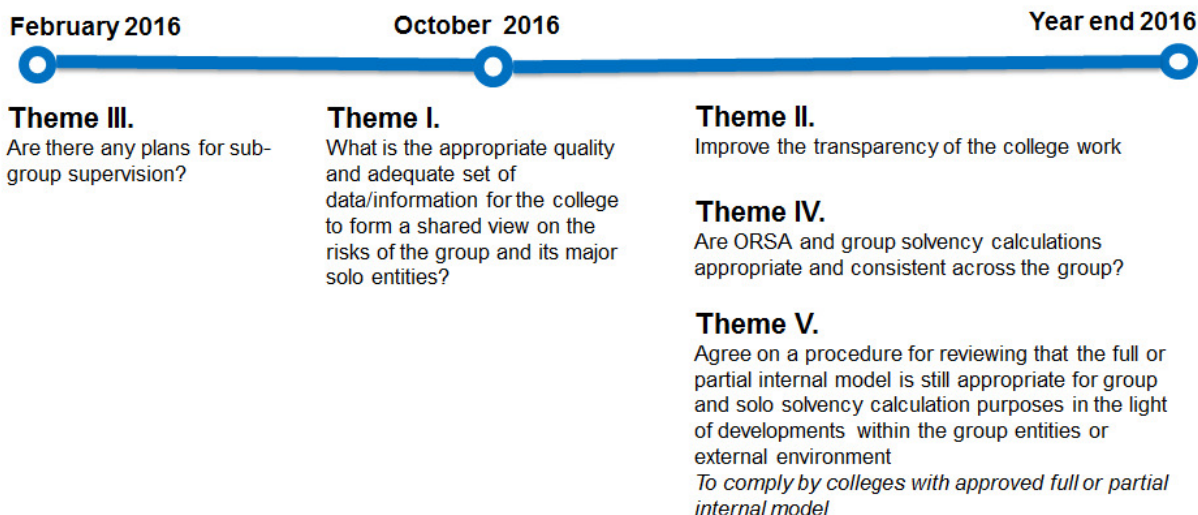 February 2016
October 2016
Year end 2016
Theme III.
Are there any plans for sub-
group supervision?
Theme I.
What is the appropriate quality
and adequate set of
data/information for the college
to form a shared view on the
risks of the group and its major
solo entities?
Theme II.
Improve the transparency of the college work
Theme IV.
Are ORSA and group solvency calculations
appropriate and consistent across the group?
Theme V.
Agree on a procedure for reviewing that the full or
partial internal model is still appropriate for group
and solo solvency calculation purposes in the light
of developments within the group entities or
external environment
To comply by colleges with approved full or partial
internal model